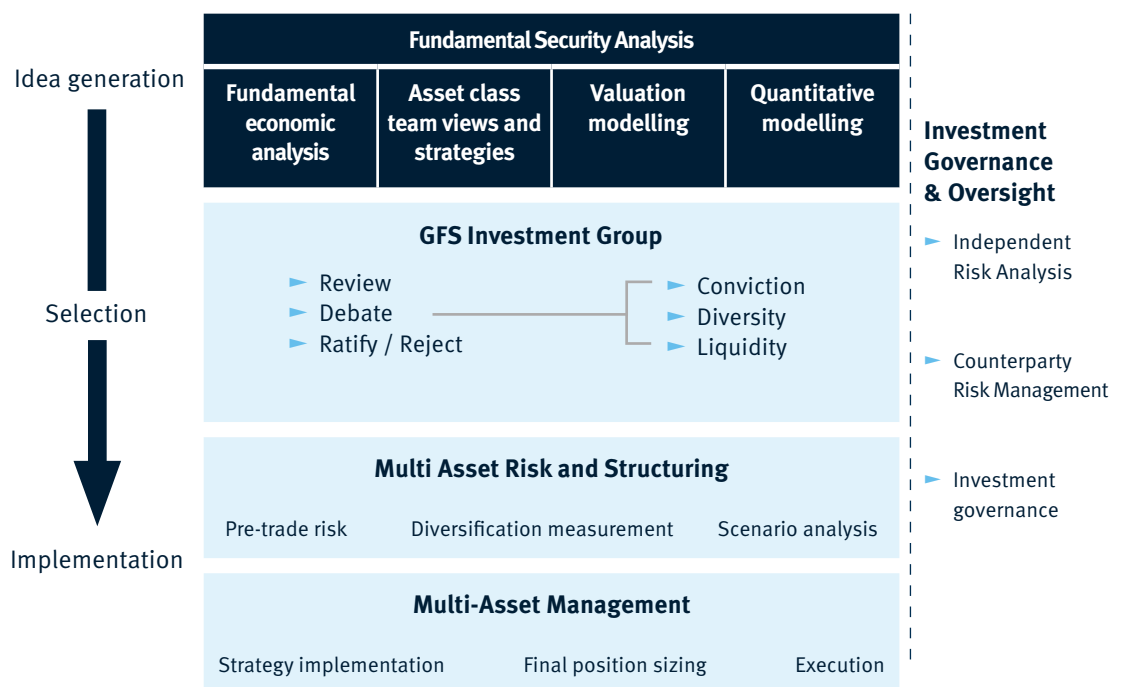 Idea generation
Selection
Implementation
Fundamental Security Analysis
Fundamental
economic
analysis
Asset class
team views and
strategies
Valuation
modelling
Quantitative
modelling
GFS Investment Group
► Review
► Debate
► Ratify / Reject
► Conviction
► Diversity
► Liquidity
Multi Asset Risk and Structuring
Pre-trade risk
Diversification measurement
Scenario analysis
Multi-Asset Management
Strategy implementation
Final position sizing
Execution
Investment
Governance
& Oversight
► Independent
Risk Analysis
► Counterparty
Risk Management
► Investment
governance